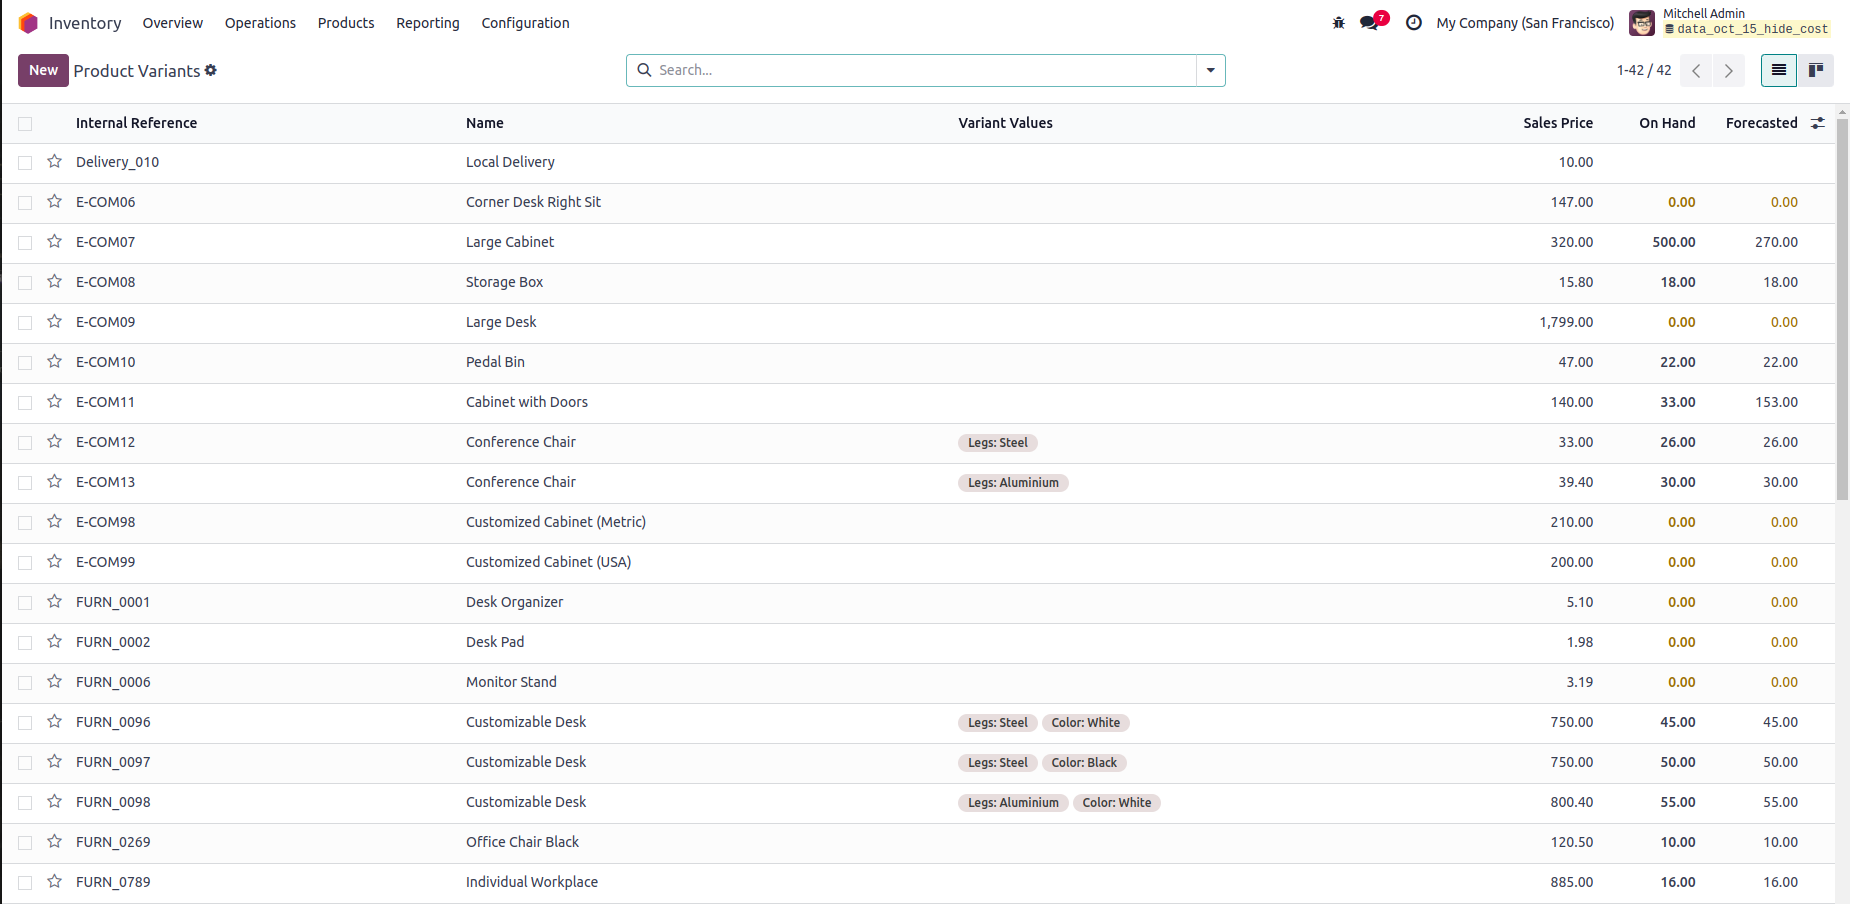 Inventory Overview Operations Products Reporting Configuration 7 My Company (San Francisco) Mitchell Admin
data_oct_15_hide_cost
New Product Variants Search... 1-42 / 42
Internal Reference Name Variant Values Sales Price On Hand Forecasted
Delivery_010 Local Delivery 10.00
E-COM06 Corner Desk Right Sit 147.00 0.00 0.00
E-COM07 Large Cabinet 320.00 500.00 270.00
E-COM08 Storage Box 15.80 18.00 18.00
E-COM09 Large Desk 1,799.00 0.00 0.00
E-COM10 Pedal Bin 47.00 22.00 22.00
E-COM11 Cabinet with Doors 140.00 33.00 153.00
E-COM12 Conference Chair Legs: Steel 33.00 26.00 26.00
E-COM13 Conference Chair Legs: Aluminium 39.40 30.00 30.00
E-COM98 Customized Cabinet (Metric) 210.00 0.00 0.00
E-COM99 Customized Cabinet (USA) 200.00 0.00 0.00
FURN_0001 Desk Organizer 5.10 0.00 0.00
FURN_0002 Desk Pad 1.98 0.00 0.00
FURN_0006 Monitor Stand 3.19 0.00 0.00
FURN_0096 Customizable Desk Legs: Steel Color: White 750.00 45.00 45.00
FURN_0097 Customizable Desk Legs: Steel Color: Black 750.00 50.00 50.00
FURN_0098 Customizable Desk Legs: Aluminium Color: White 800.40 55.00 55.00
FURN_0269 Office Chair Black 120.50 10.00 10.00
FURN_0789 Individual Workplace 885.00 16.00 16.00